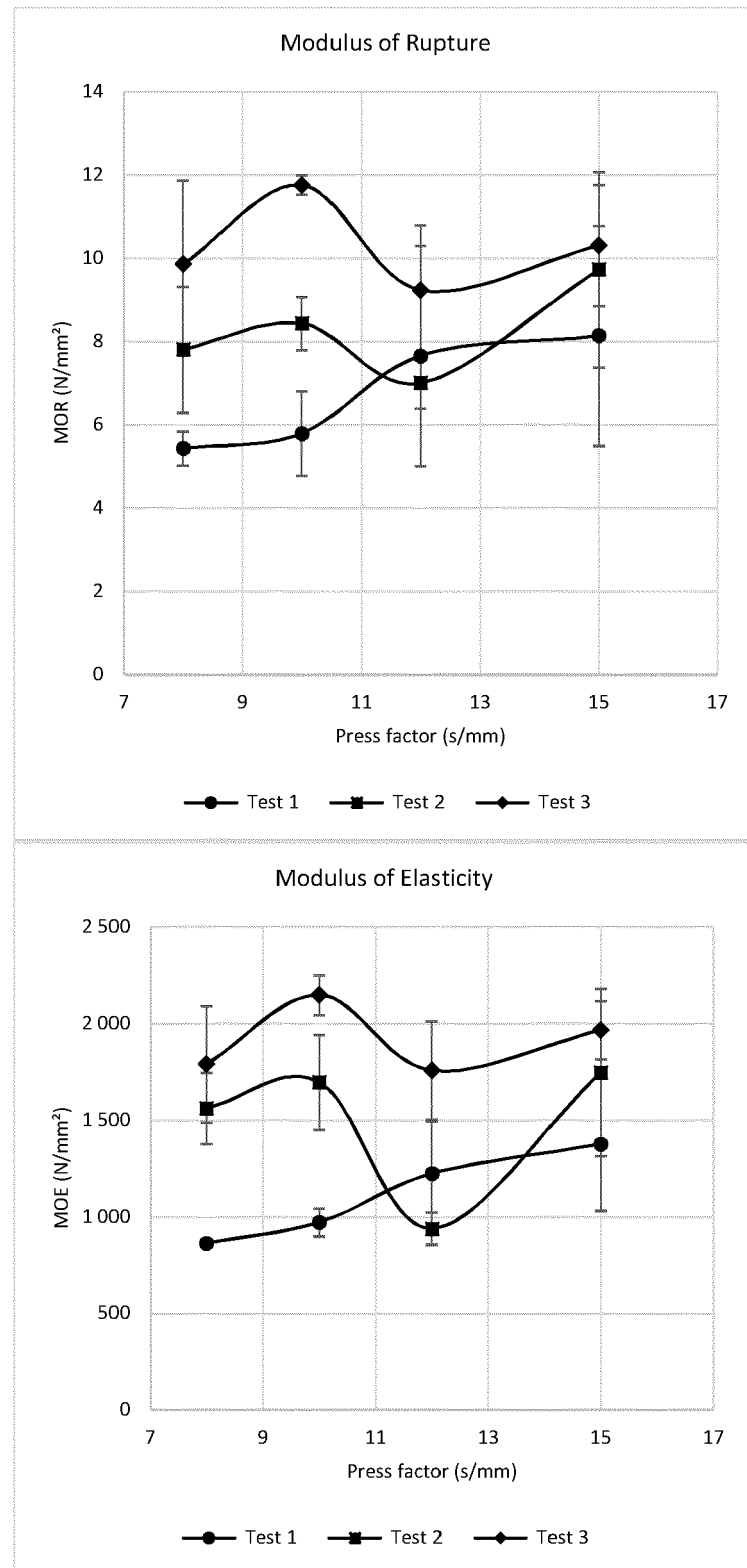 Modulus of Rupture
14
12
10
8
6
4
2
0
MOR (N/mm²)
7 9 11 13 15 17
Press factor (s/mm)
Test 1 Test 2 Test 3
Modulus of Elasticity
2 500
2 000
1 500
1 000
500
0
MOE (N/mm²)
7 9 11 13 15 17
Press factor (s/mm)
Test 1 Test 2 Test 3